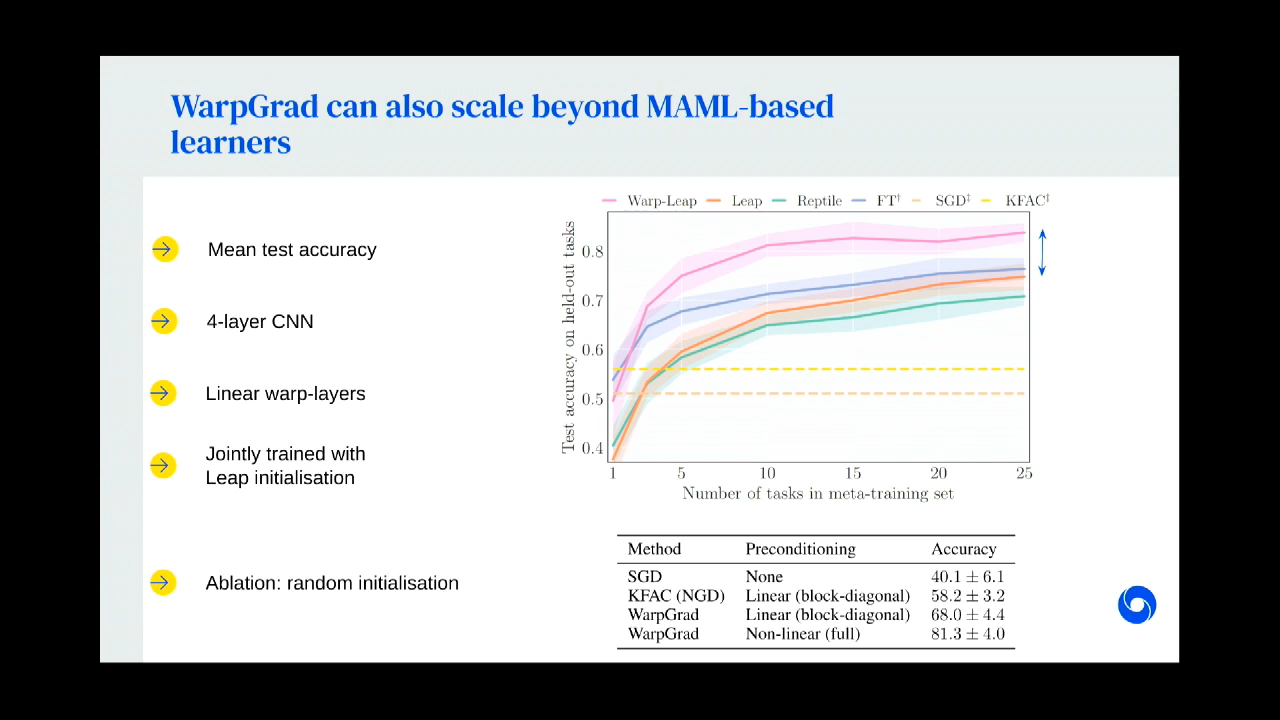 WarpGrad can also scale beyond MAML-based
learners
Mean test accuracy
4-layer CNN
Linear warp-layers
Jointly trained with
Leap initialisation
Ablation: random initialisation
Warp-Leap Leap Reptile FT† SGD‡ KFAC‡
Test accuracy on held-out tasks
0.8
0.7
0.6
0.5
0.4
1 5 10 15 20 25
Number of tasks in meta-training set
Method Preconditioning Accuracy
SGD None 40.1 ± 6.1
KFAC (NGD) Linear (block-diagonal) 58.2 ± 3.2
WarpGrad Linear (block-diagonal) 68.0 ± 4.4
WarpGrad Non-linear (full) 81.3 ± 4.0